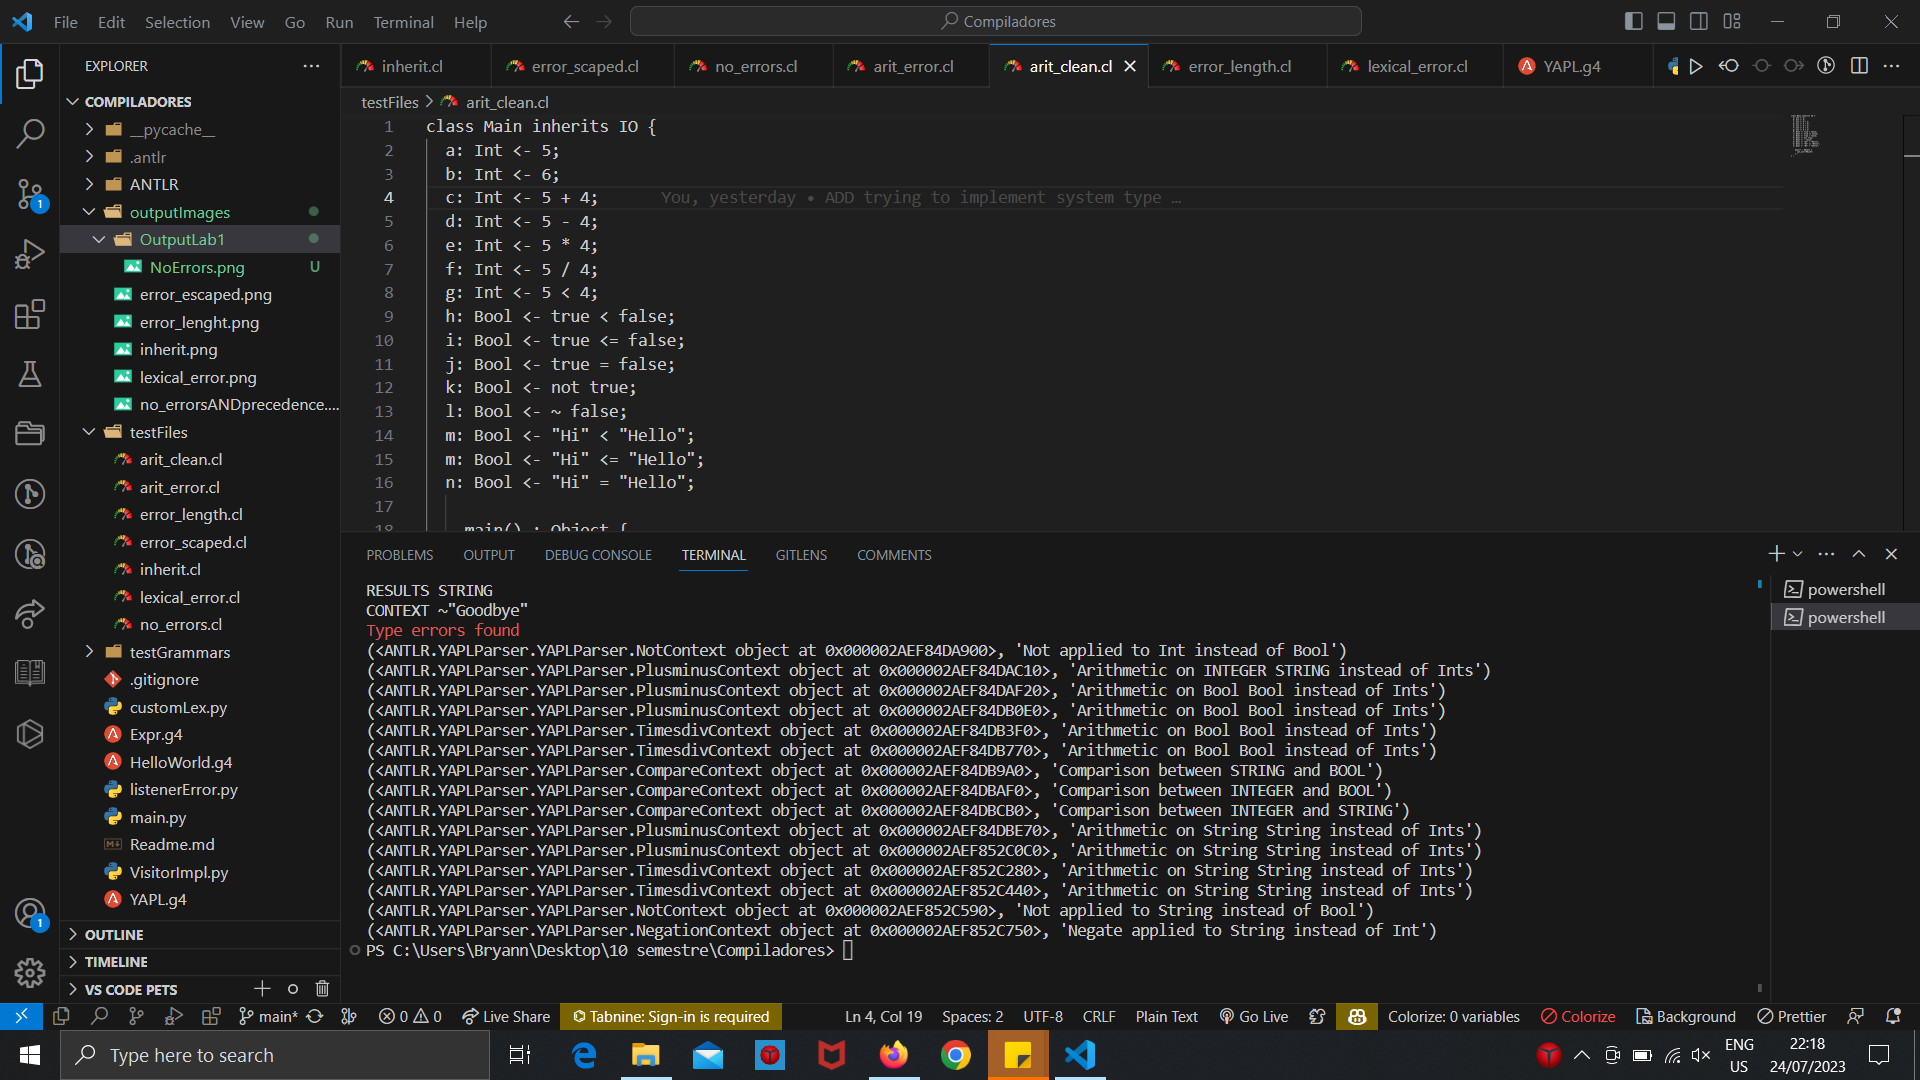 File Edit Selection View Go Run Terminal Help
Compiladores
EXPLORER
COMPILADORES
__pycache__
.antlr
ANTLR
outputImages
OutputLab1
NoErrors.png U
error_escaped.png
error_lenght.png
inherit.png
lexical_error.png
no_errorsANDprecedence....
testFiles
arit_clean.cl
arit_error.cl
error_length.cl
error_scaped.cl
inherit.cl
lexical_error.cl
no_errors.cl
testGrammars
.gitignore
customLex.py
Expr.g4
HelloWorld.g4
listenerError.py
main.py
Readme.md
VisitorImpl.py
YAPL.g4
OUTLINE
TIMELINE
VS CODE PETS
1
1
inherit.cl error_scaped.cl no_errors.cl arit_error.cl arit_clean.cl error_length.cl lexical_error.cl YAPL.g4
testFiles > arit_clean.cl
1 class Main inherits IO {
2 a: Int <- 5;
3 b: Int <- 6;
4 c: Int <- 5 + 4; You, yesterday • ADD trying to implement system type …
5 d: Int <- 5 - 4;
6 e: Int <- 5 * 4;
7 f: Int <- 5 / 4;
8 g: Int <- 5 < 4;
9 h: Bool <- true < false;
10 i: Bool <- true <= false;
11 j: Bool <- true = false;
12 k: Bool <- not true;
13 l: Bool <- ~ false;
14 m: Bool <- "Hi" < "Hello";
15 m: Bool <- "Hi" <= "Hello";
16 n: Bool <- "Hi" = "Hello";
17
18 main() : Object {
PROBLEMS OUTPUT DEBUG CONSOLE TERMINAL GITLENS COMMENTS
RESULTS STRING
CONTEXT ~"Goodbye"
Type errors found
(<ANTLR.YAPLParser.YAPLParser.NotContext object at 0x000002AEF84DA900>, 'Not applied to Int instead of Bool')
(<ANTLR.YAPLParser.YAPLParser.PlusminusContext object at 0x000002AEF84DAC10>, 'Arithmetic on INTEGER STRING instead of Ints')
(<ANTLR.YAPLParser.YAPLParser.PlusminusContext object at 0x000002AEF84DAF20>, 'Arithmetic on Bool Bool instead of Ints')
(<ANTLR.YAPLParser.YAPLParser.PlusminusContext object at 0x000002AEF84DB0E0>, 'Arithmetic on Bool Bool instead of Ints')
(<ANTLR.YAPLParser.YAPLParser.TimesdivContext object at 0x000002AEF84DB3F0>, 'Arithmetic on Bool Bool instead of Ints')
(<ANTLR.YAPLParser.YAPLParser.TimesdivContext object at 0x000002AEF84DB770>, 'Arithmetic on Bool Bool instead of Ints')
(<ANTLR.YAPLParser.YAPLParser.CompareContext object at 0x000002AEF84DB9A0>, 'Comparison between STRING and BOOL')
(<ANTLR.YAPLParser.YAPLParser.CompareContext object at 0x000002AEF84DBAF0>, 'Comparison between INTEGER and BOOL')
(<ANTLR.YAPLParser.YAPLParser.CompareContext object at 0x000002AEF84DBCB0>, 'Comparison between INTEGER and STRING')
(<ANTLR.YAPLParser.YAPLParser.PlusminusContext object at 0x000002AEF84DBE70>, 'Arithmetic on String String instead of Ints')
(<ANTLR.YAPLParser.YAPLParser.PlusminusContext object at 0x000002AEF852C0C0>, 'Arithmetic on String String instead of Ints')
(<ANTLR.YAPLParser.YAPLParser.TimesdivContext object at 0x000002AEF852C280>, 'Arithmetic on String String instead of Ints')
(<ANTLR.YAPLParser.YAPLParser.TimesdivContext object at 0x000002AEF852C440>, 'Arithmetic on String String instead of Ints')
(<ANTLR.YAPLParser.YAPLParser.NotContext object at 0x000002AEF852C590>, 'Not applied to String instead of Bool')
(<ANTLR.YAPLParser.YAPLParser.NegationContext object at 0x000002AEF852C750>, 'Negate applied to String instead of Int')
PS C:\Users\Bryann\Desktop\10 semestre\Compiladores>
powershell
powershell
main* 0 0 Live Share Tabnine: Sign-in is required Ln 4, Col 19 Spaces: 2 UTF-8 CRLF Plain Text Go Live Colorize: 0 variables Colorize Background Prettier
Type here to search
ENG
US
22:18
24/07/2023